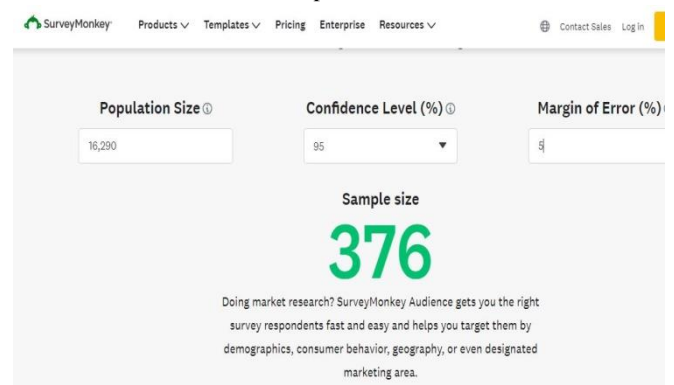 SurveyMonkey Products Templates Pricing Enterprise Resources Contact Sales Log in
Population Size Confidence Level (%) Margin of Error (%)
16,290 95 5
Sample size
376
Doing market research? SurveyMonkey Audience gets you the right
survey respondents fast and easy and helps you target them by
demographics, consumer behavior, geography, or even designated
marketing area.